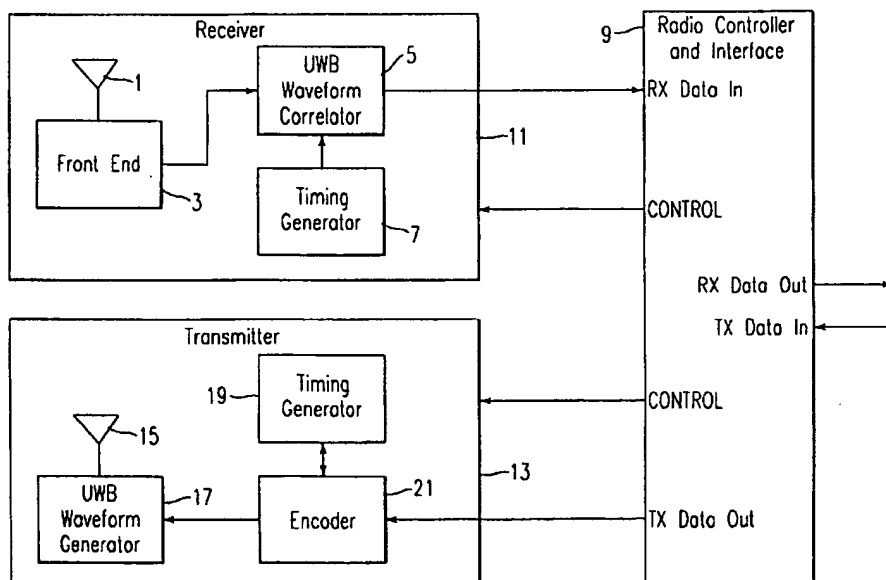 Receiver
1
Front End
3
UWB
Waveform
Correlator
5
Timing
Generator
7
11
9
Radio Controller
and Interface
RX Data In
CONTROL
RX Data Out
TX Data In
CONTROL
TX Data Out
Transmitter
15
UWB
Waveform
Generator
17
19
Timing
Generator
Encoder
21
13